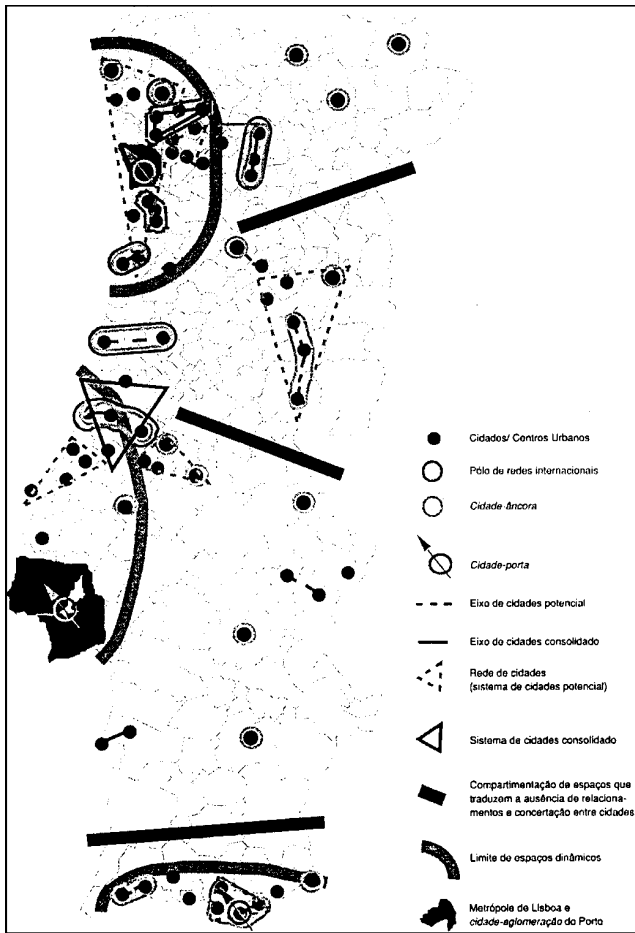 Cidados/ Centros Urbanos
Pólo de redes internacionais
Cidade-âncora
Cidade-porta
Eixo de cidades potencial
Eixo de cidades consolidado
Rede de cidades
(sistema de cidades potencial)
Sistema de cidades consolidado
Compartimentação de espaços que
traduzem a ausência de relaciona-
mentos e concertação entre cidades
Limite de espaços dinâmicos
Metrópole de Lisboa e
cidade-aglomeração do Porto